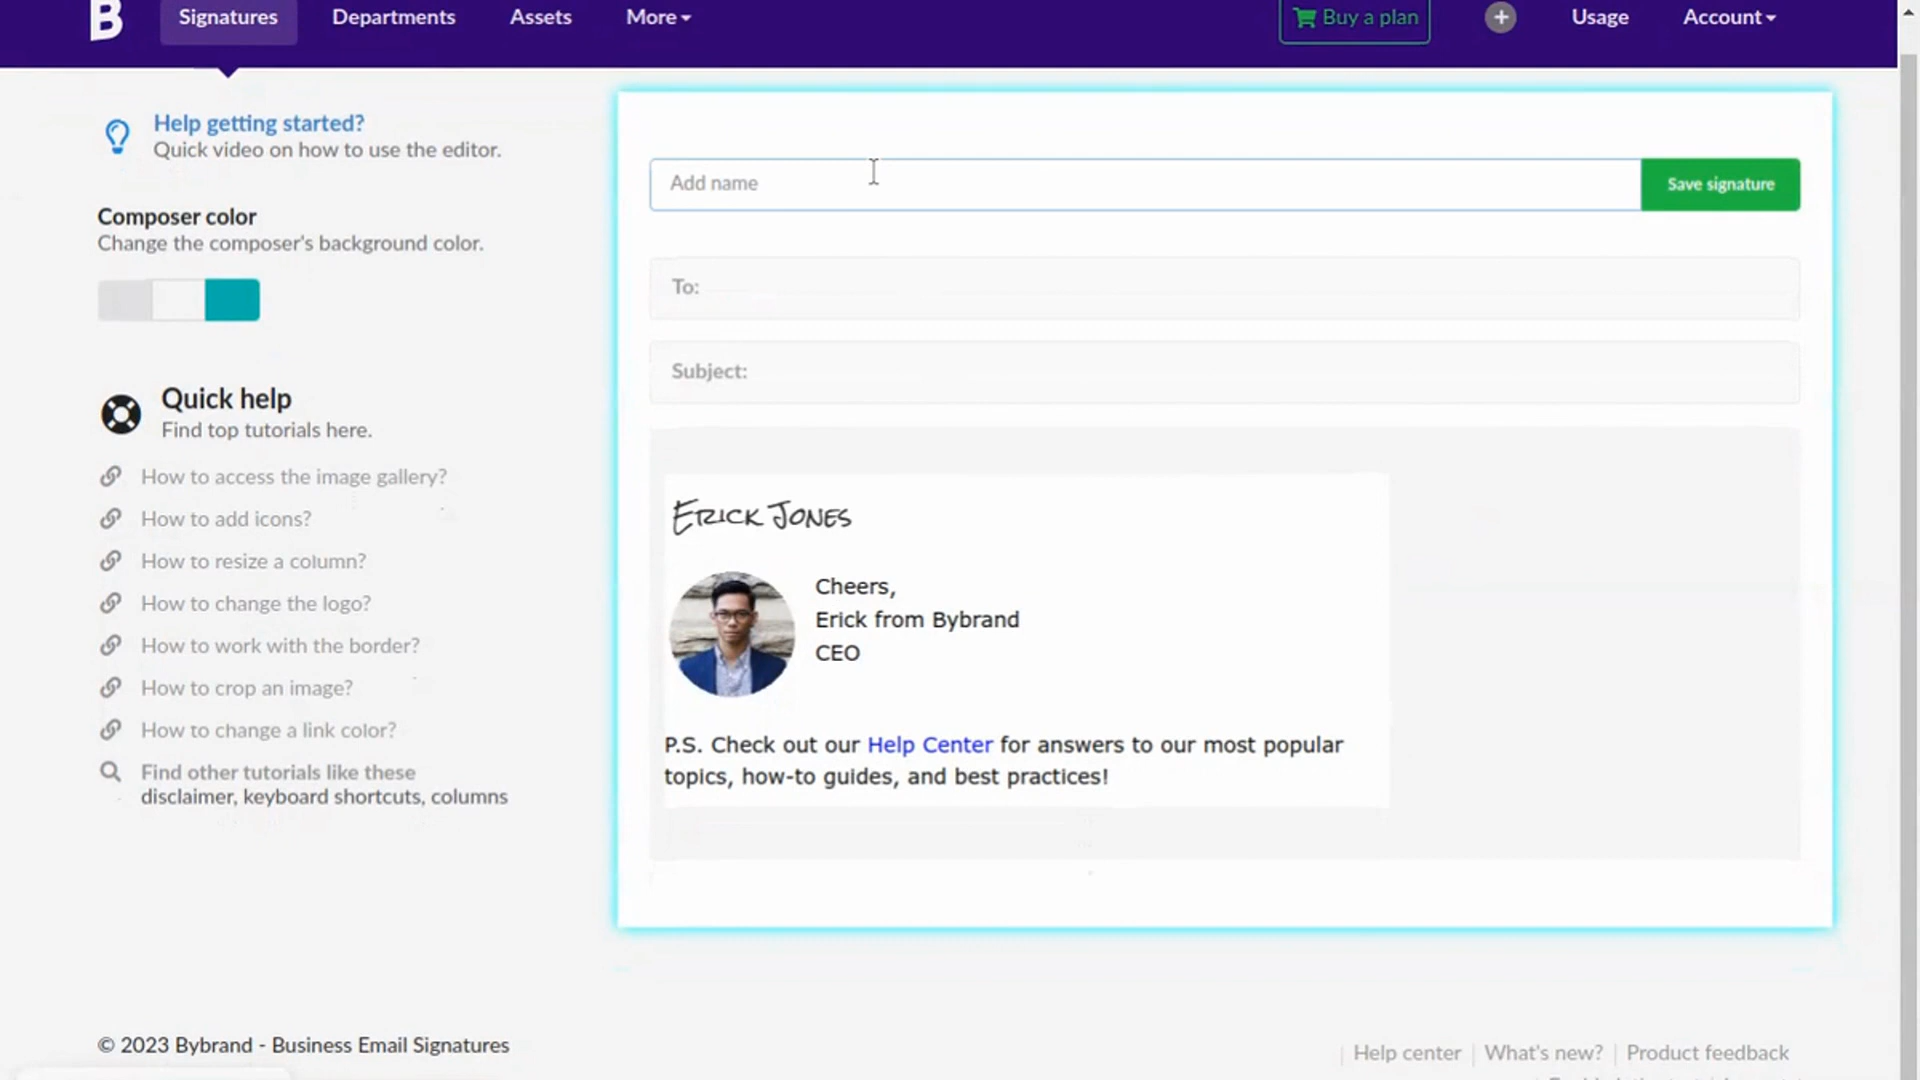 B
Signatures
Departments
Assets
More
Buy a plan
+
Usage
Account
Help getting started?
Quick video on how to use the editor.
Composer color
Change the composer's background color.
Quick help
Find top tutorials here.
How to access the image gallery?
How to add icons?
How to resize a column?
How to change the logo?
How to work with the border?
How to crop an image?
How to change a link color?
Find other tutorials like these
disclaimer, keyboard shortcuts, columns
Add name
Save signature
To:
Subject:
ERICK JONES
Cheers,
Erick from Bybrand
CEO
P.S. Check out our Help Center for answers to our most popular
topics, how-to guides, and best practices!
© 2023 Bybrand - Business Email Signatures
Help center | What's new? | Product feedback